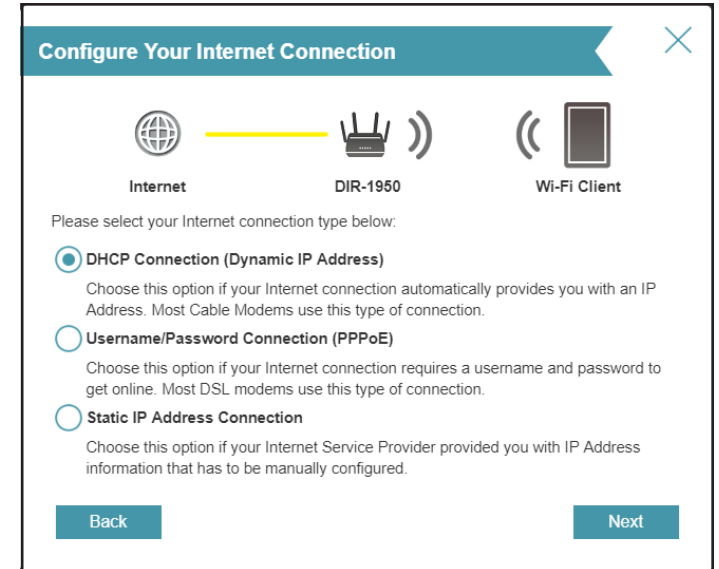 Configure Your Internet Connection
Internet
DIR-1950
Wi-Fi Client
Please select your Internet connection type below:
DHCP Connection (Dynamic IP Address)
Choose this option if your Internet connection automatically provides you with an IP
Address. Most Cable Modems use this type of connection.
Username/Password Connection (PPPoE)
Choose this option if your Internet connection requires a username and password to
get online. Most DSL modems use this type of connection.
Static IP Address Connection
Choose this option if your Internet Service Provider provided you with IP Address
information that has to be manually configured.
Back
Next